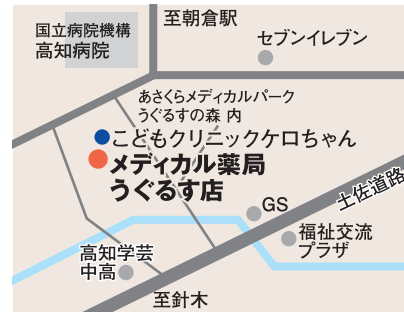 至朝倉駅
国立病院機構
高知病院
セブンイレブン
あさくらメディカルパーク
うぐるすの森 内
こどもクリニックケロちゃん
メディカル薬局
うぐるす店
土佐道路
GS
福祉交流
プラザ
高知学芸
中高
至針木